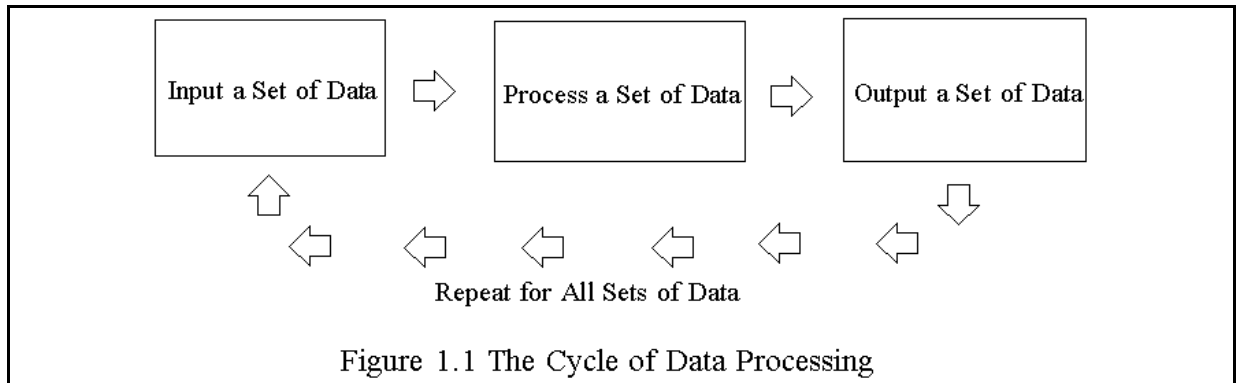 Input a Set of Data
Process a Set of Data
Output a Set of Data
Repeat for All Sets of Data
Figure 1.1 The Cycle of Data Processing